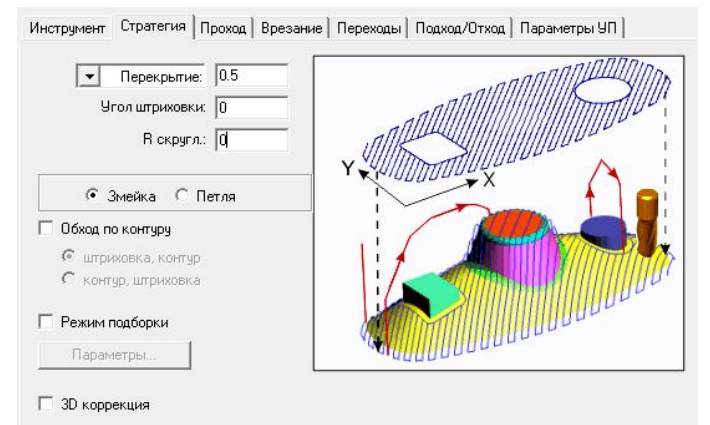 Инструмент Стратегия Проход Врезание Переходы Подход/Отход Параметры УП
Перекрытие: 0.5
Угол штриховки: 0
R скругл.: 0
Змейка Петля
Обход по контуру
штриховка, контур
контур, штриховка
Режим подборки
Параметры...
3D коррекция
Y
X